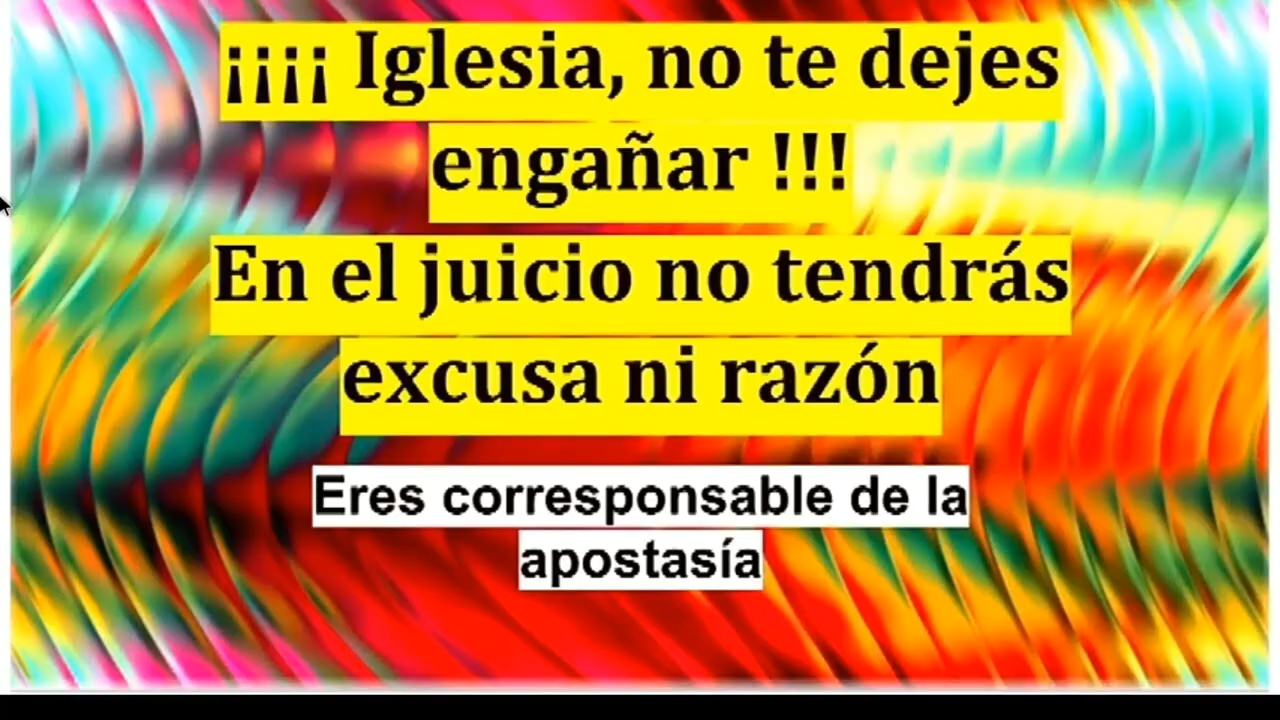 ¡¡¡¡ Iglesia, no te dejes
engañar !!!
En el juicio no tendrás
excusa ni razón
Eres corresponsable de la
apostasía